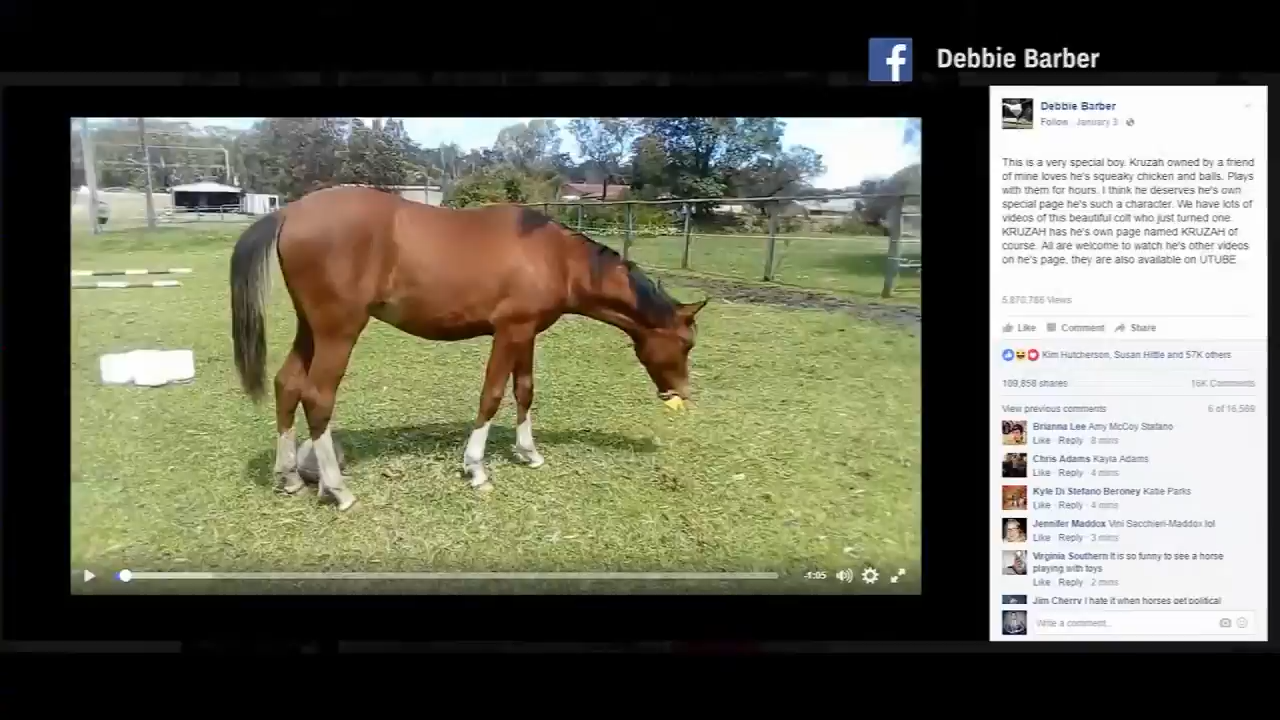 f Debbie Barber
Debbie Barber
Follow · January 3 ·
This is a very special boy. Kruzah owned by a friend
of mine loves he's squeaky chicken and balls. Plays
with them for hours. I think he deserves he's own
special page he's such a character. We have lots of
videos of this beautiful colt who just turned one.
KRUZAH has he's own page named KRUZAH of
course. All are welcome to watch he's other videos
on he's page, they are also available on UTUBE
5,870,786 Views
Like Comment Share
Kim Hutcherson, Susan Hittle and 57K others
109,858 shares 16K Comments
View previous comments 6 of 16,569
Brianna Lee Amy McCoy Stefano
Like · Reply · 8 mins
Chris Adams Kayla Adams
Like · Reply · 4 mins
Kyle Di Stefano Beroney Katie Parks
Like · Reply · 4 mins
Jennifer Maddox Vini Sacchieri-Maddox lol
Like · Reply · 3 mins
Virginia Southern It is so funny to see a horse
playing with toys
Like · Reply · 2 mins
Jim Cherry I hate it when horses get political
Write a comment...
-1:05